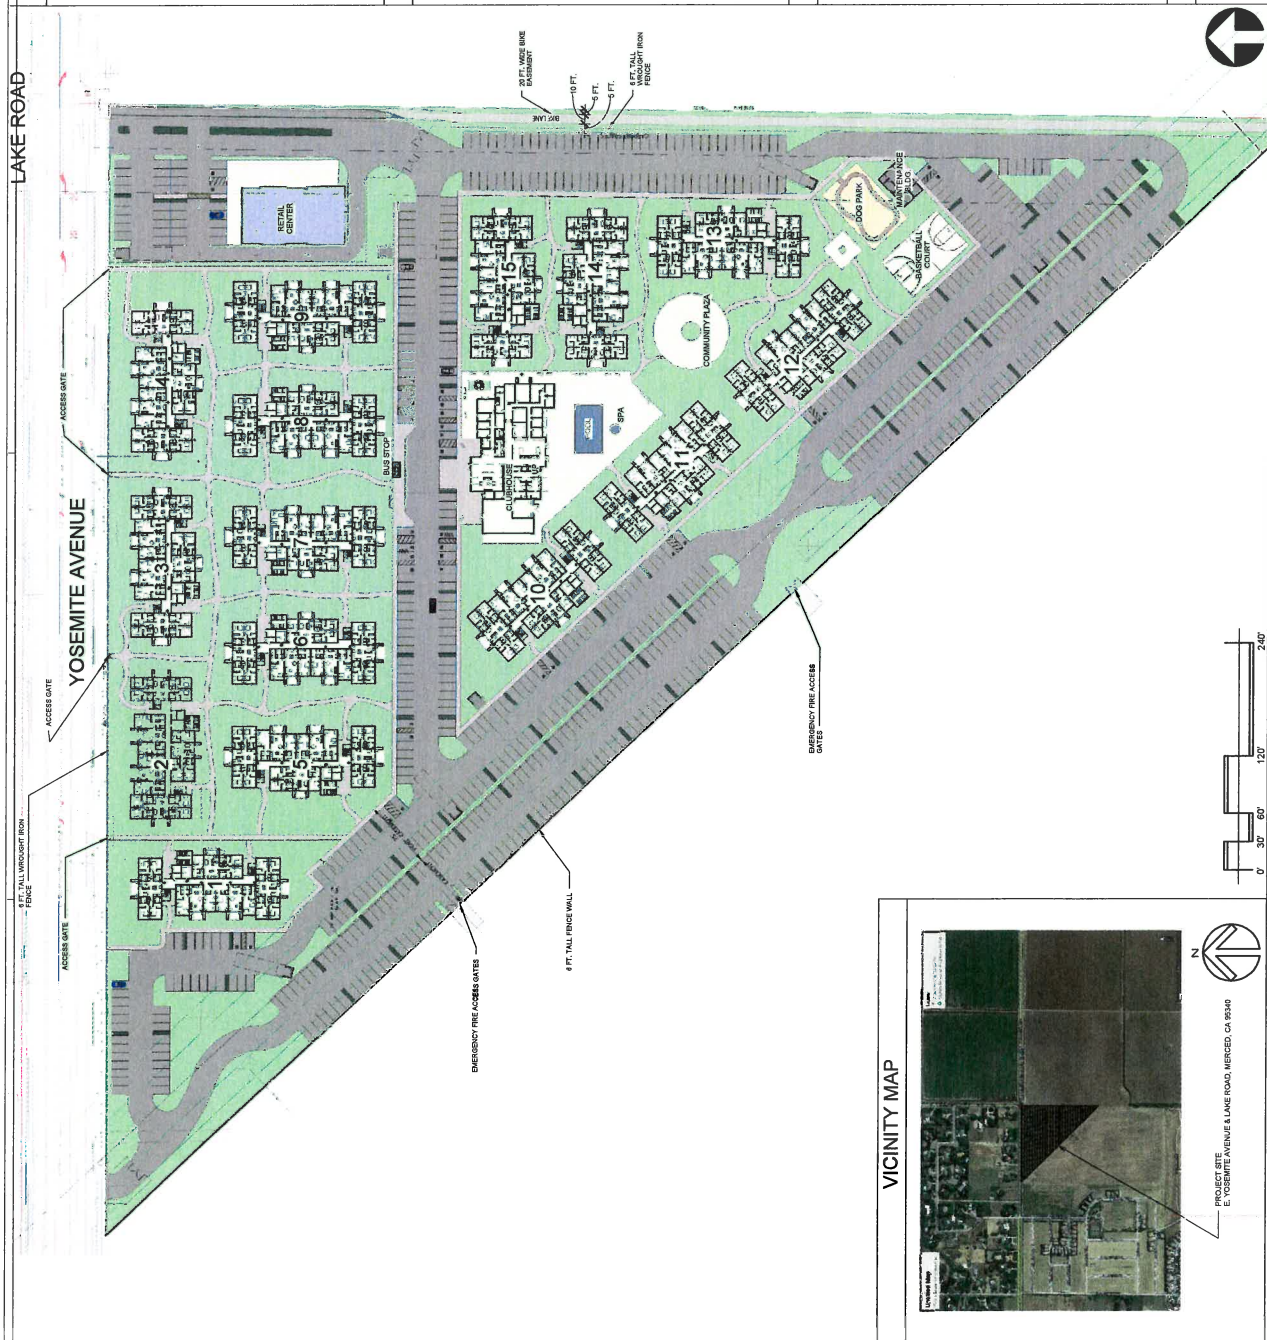 LAKE ROAD
YOSEMITE AVENUE
20 FT. WIDE BIKE
EASEMENT
10 FT.
5 FT.
5 FT.
6 FT. TALL
WROUGHT IRON
FENCE
BIKE LANE
RETAIL
CENTER
MAINTENANCE
BLDG.
DOG PARK
BASKETBALL
COURT
COMMUNITY PLAZA
CLUBHOUSE
UP
POOL
SPA
BUS STOP
1
2
3
4
5
6
7
8
9
10
11
12
13
14
15
ACCESS GATE
ACCESS GATE
ACCESS GATE
6 FT. TALL WROUGHT IRON
FENCE
EMERGENCY FIRE ACCESS
GATES
EMERGENCY FIRE ACCESS GATES
6 FT. TALL FENCE WALL
0'
30'
60'
120'
240'
VICINITY MAP
N
PROJECT SITE
E. YOSEMITE AVENUE & LAKE ROAD, MERCED, CA 95340